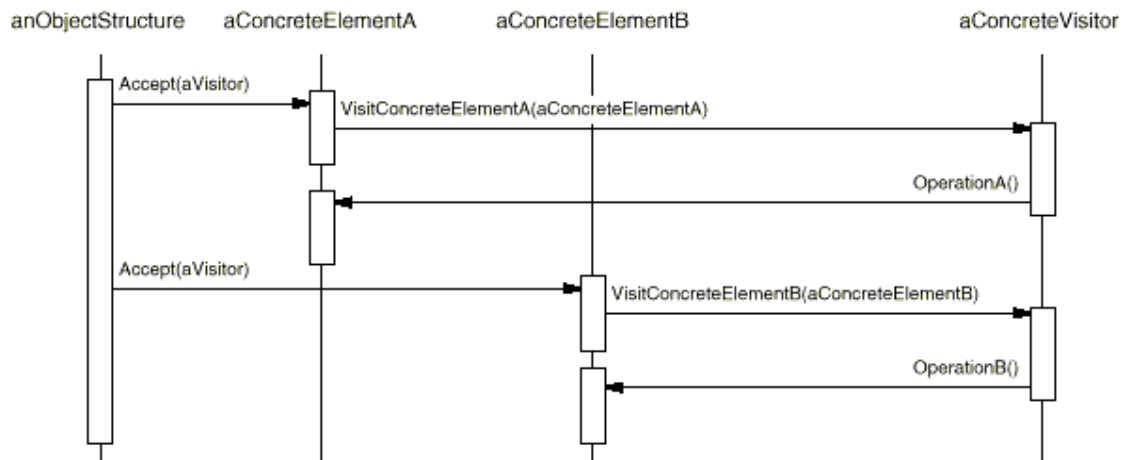 anObjectStructure aConcreteElementA aConcreteElementB aConcreteVisitor
Accept(aVisitor)
VisitConcreteElementA(aConcreteElementA)
OperationA()
Accept(aVisitor)
VisitConcreteElementB(aConcreteElementB)
OperationB()